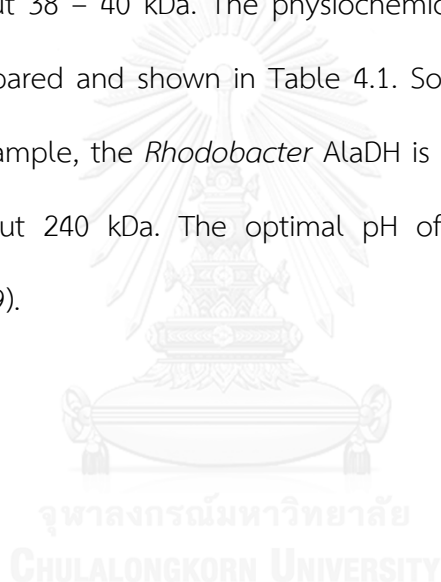 ut 38 – 40 kDa. The physiochemic
pared and shown in Table 4.1. So
ample, the Rhodobacter AlaDH is
out 240 kDa. The optimal pH of
9).
จุฬาลงกรณ์มหาวิทยาลัย
CHULALONGKORN UNIVERSITY